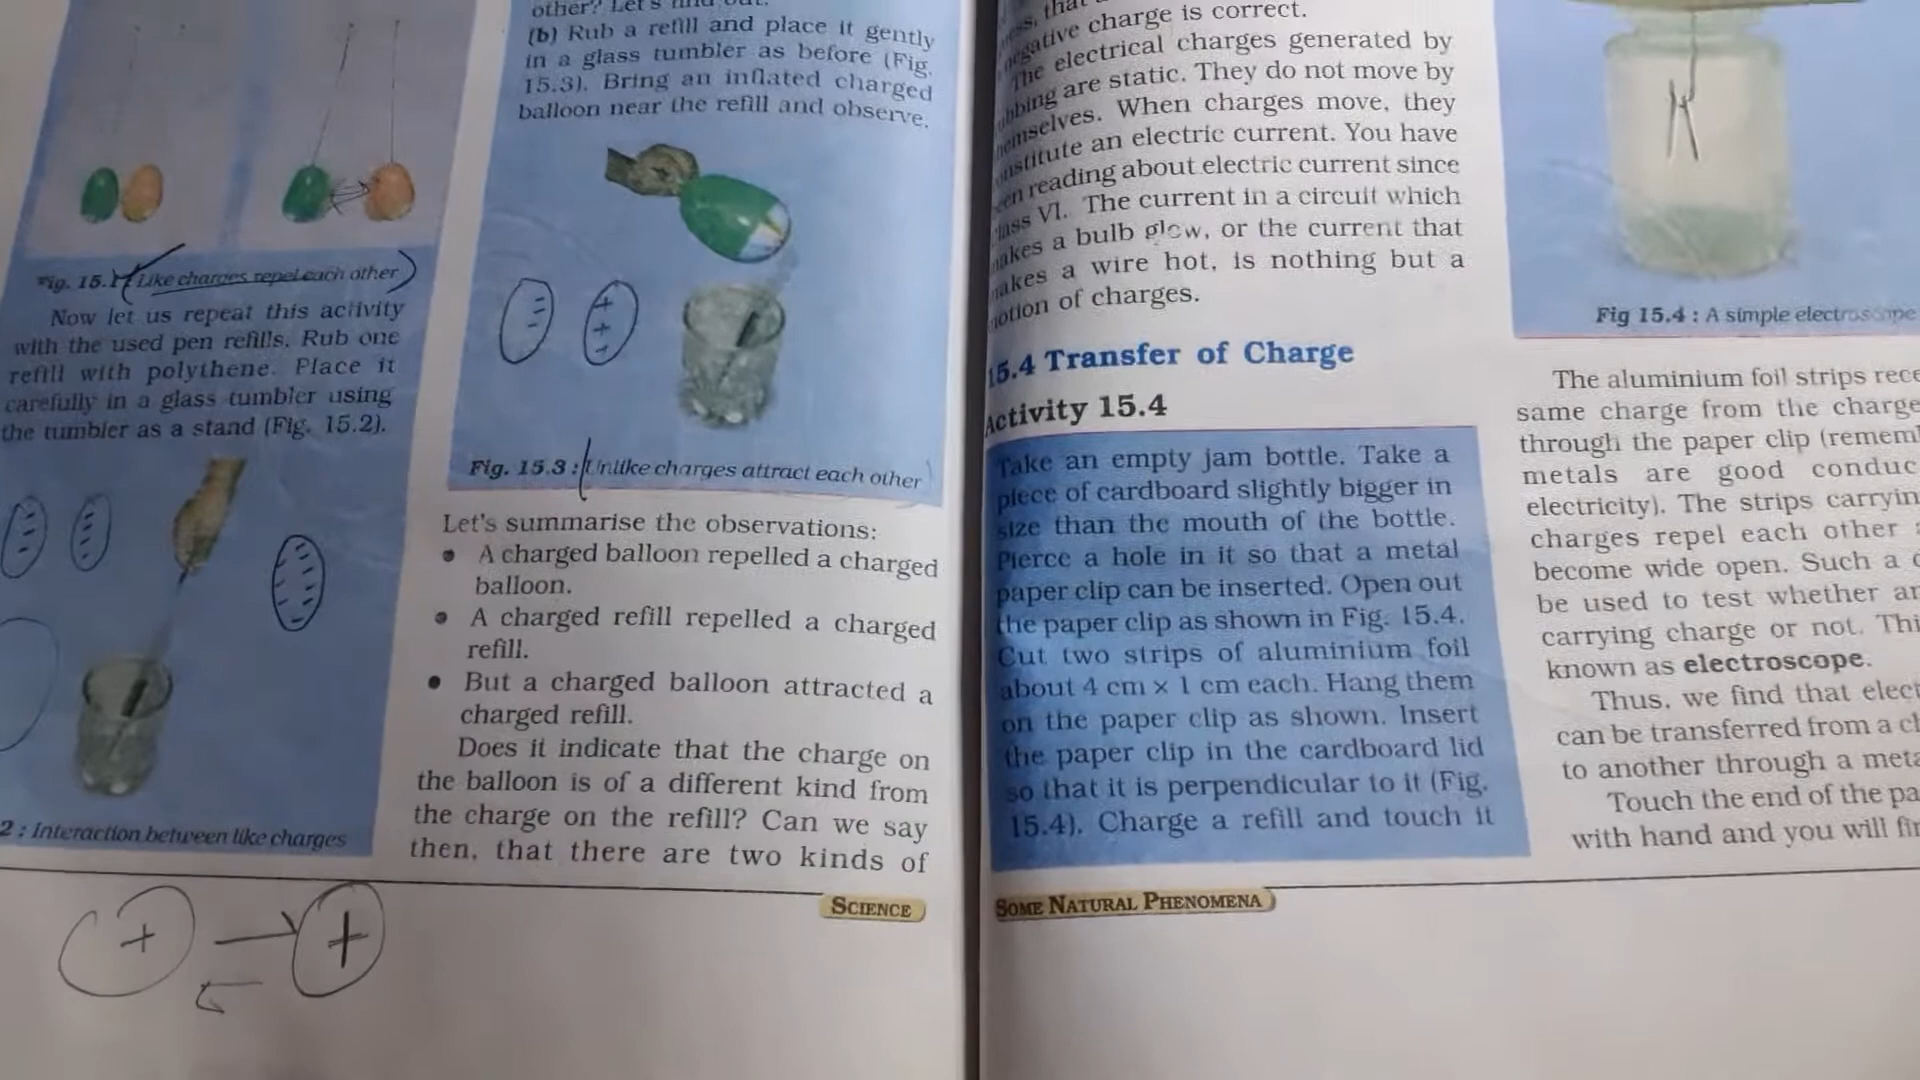 Fig. 15.1 Like charges repel each other
Now let us repeat this activity
with the used pen refills. Rub one
refill with polythene. Place it
carefully in a glass tumbler using
the tumbler as a stand (Fig. 15.2).
2 : Interaction between like charges
+ +
other? Let's find out.
(b) Rub a refill and place it gently
in a glass tumbler as before (Fig.
15.3). Bring an inflated charged
balloon near the refill and observe.
Fig. 15.3 : Unlike charges attract each other
Let's summarise the observations:
• A charged balloon repelled a charged
balloon.
• A charged refill repelled a charged
refill.
• But a charged balloon attracted a
charged refill.
Does it indicate that the charge on
the balloon is of a different kind from
the charge on the refill? Can we say
then, that there are two kinds of
SCIENCE
that
negative charge is correct.
The electrical charges generated by
are static. They do not move by
When charges move, they
an electric current. You have
reading about electric current since
VI. The current in a circuit which
a bulb glow, or the current that
a wire hot, is nothing but a
of charges.
15.4 Transfer of Charge
Activity 15.4
Take an empty jam bottle. Take a
piece of cardboard slightly bigger in
size than the mouth of the bottle.
Pierce a hole in it so that a metal
paper clip can be inserted. Open out
the paper clip as shown in Fig. 15.4.
Cut two strips of aluminium foil
about 4 cm × 1 cm each. Hang them
on the paper clip as shown. Insert
the paper clip in the cardboard lid
so that it is perpendicular to it (Fig.
15.4). Charge a refill and touch it
SOME NATURAL PHENOMENA
Fig 15.4 : A simple electroscope
The aluminium foil strips rece
same charge from the charge
through the paper clip (remem
metals are good conduc
electricity). The strips carryin
charges repel each other
become wide open. Such a
be used to test whether an
carrying charge or not. Thi
known as electroscope.
Thus, we find that elect
can be transferred from a ch
to another through a meta
Touch the end of the pa
with hand and you will fin